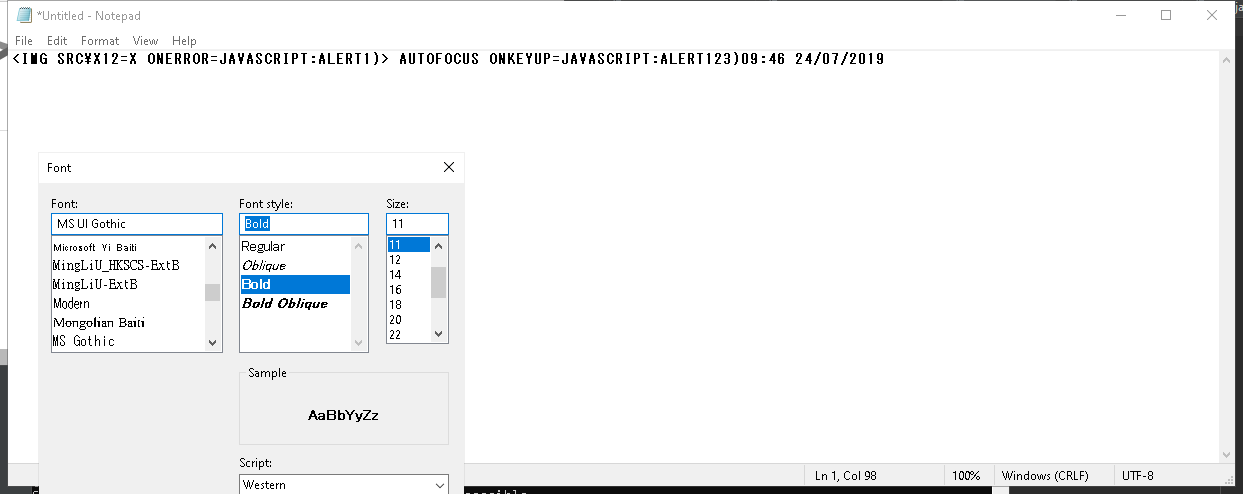 *Untitled - Notepad
File Edit Format View Help
<IMG SRC¥X12=X ONERROR=JAVASCRIPT:ALERT1)> AUTOFOCUS ONKEYUP=JAVASCRIPT:ALERT123)09:46 24/07/2019
Font
Font: Font style: Size:
MS UI Gothic Bold 11
Microsoft Yi Baiti
MingLiU_HKSCS-ExtB
MingLiU-ExtB
Modern
Mongolian Baiti
MS Gothic
Regular
Oblique
Bold
Bold Oblique
11
12
14
16
18
20
22
Sample
AaBbYyZz
Script:
Western
Ln 1, Col 98 100% Windows (CRLF) UTF-8